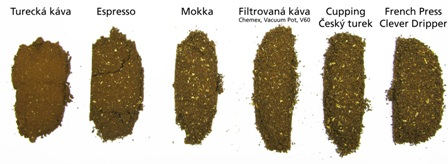 Turecká káva
Espresso
Mokka
Filtrovaná káva
Chemex, Vacuum Pot, V60
Cupping
Český turek
French Press
Clever Dripper